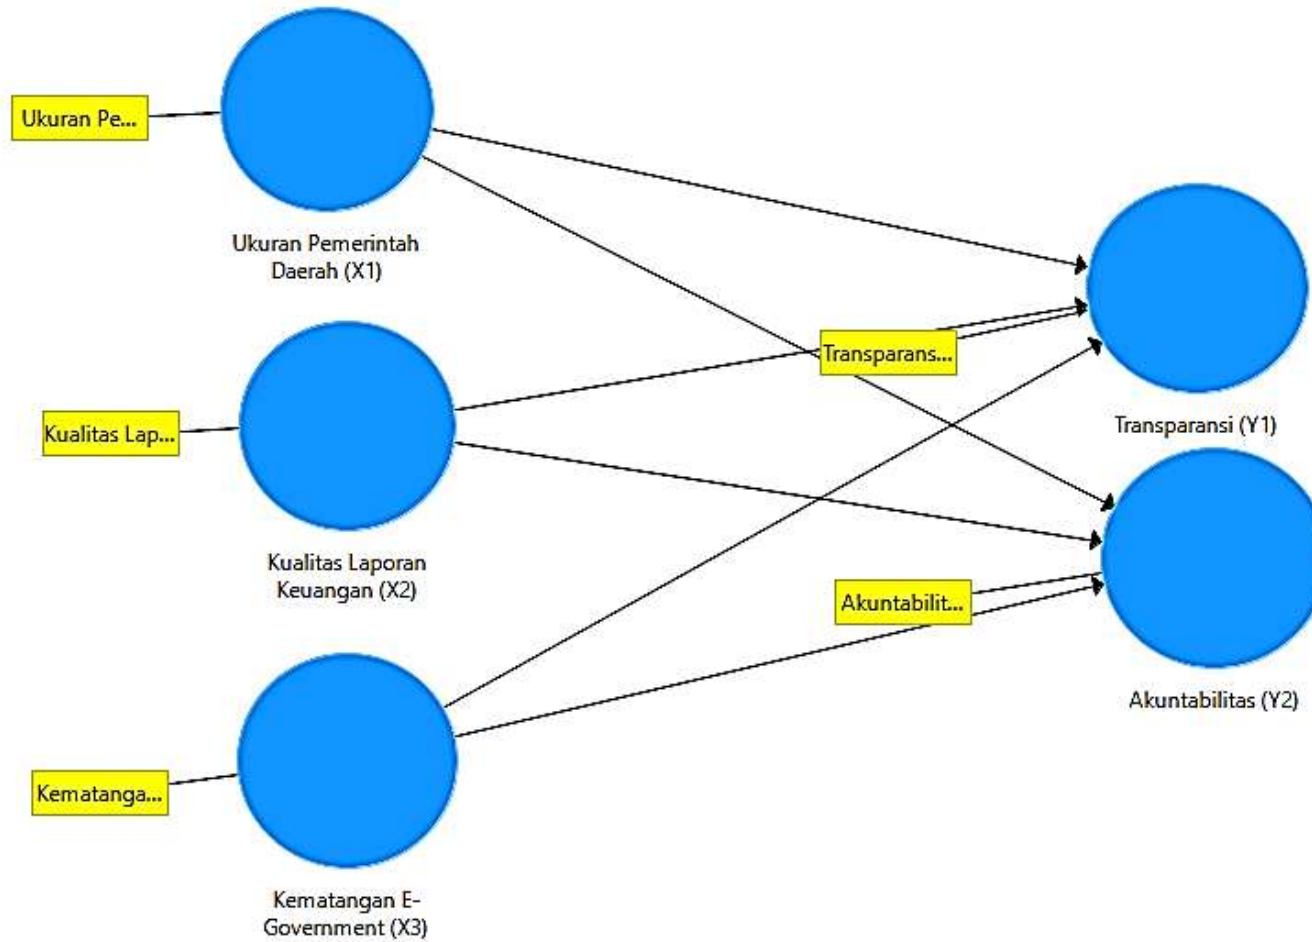 Ukuran Pe...
Ukuran Pemerintah
Daerah (X1)
Transparans...
Kualitas Lap...
Transparansi (Y1)
Kualitas Laporan
Keuangan (X2)
Akuntabilit...
Akuntabilitas (Y2)
Kematanga...
Kematangan E-
Government (X3)